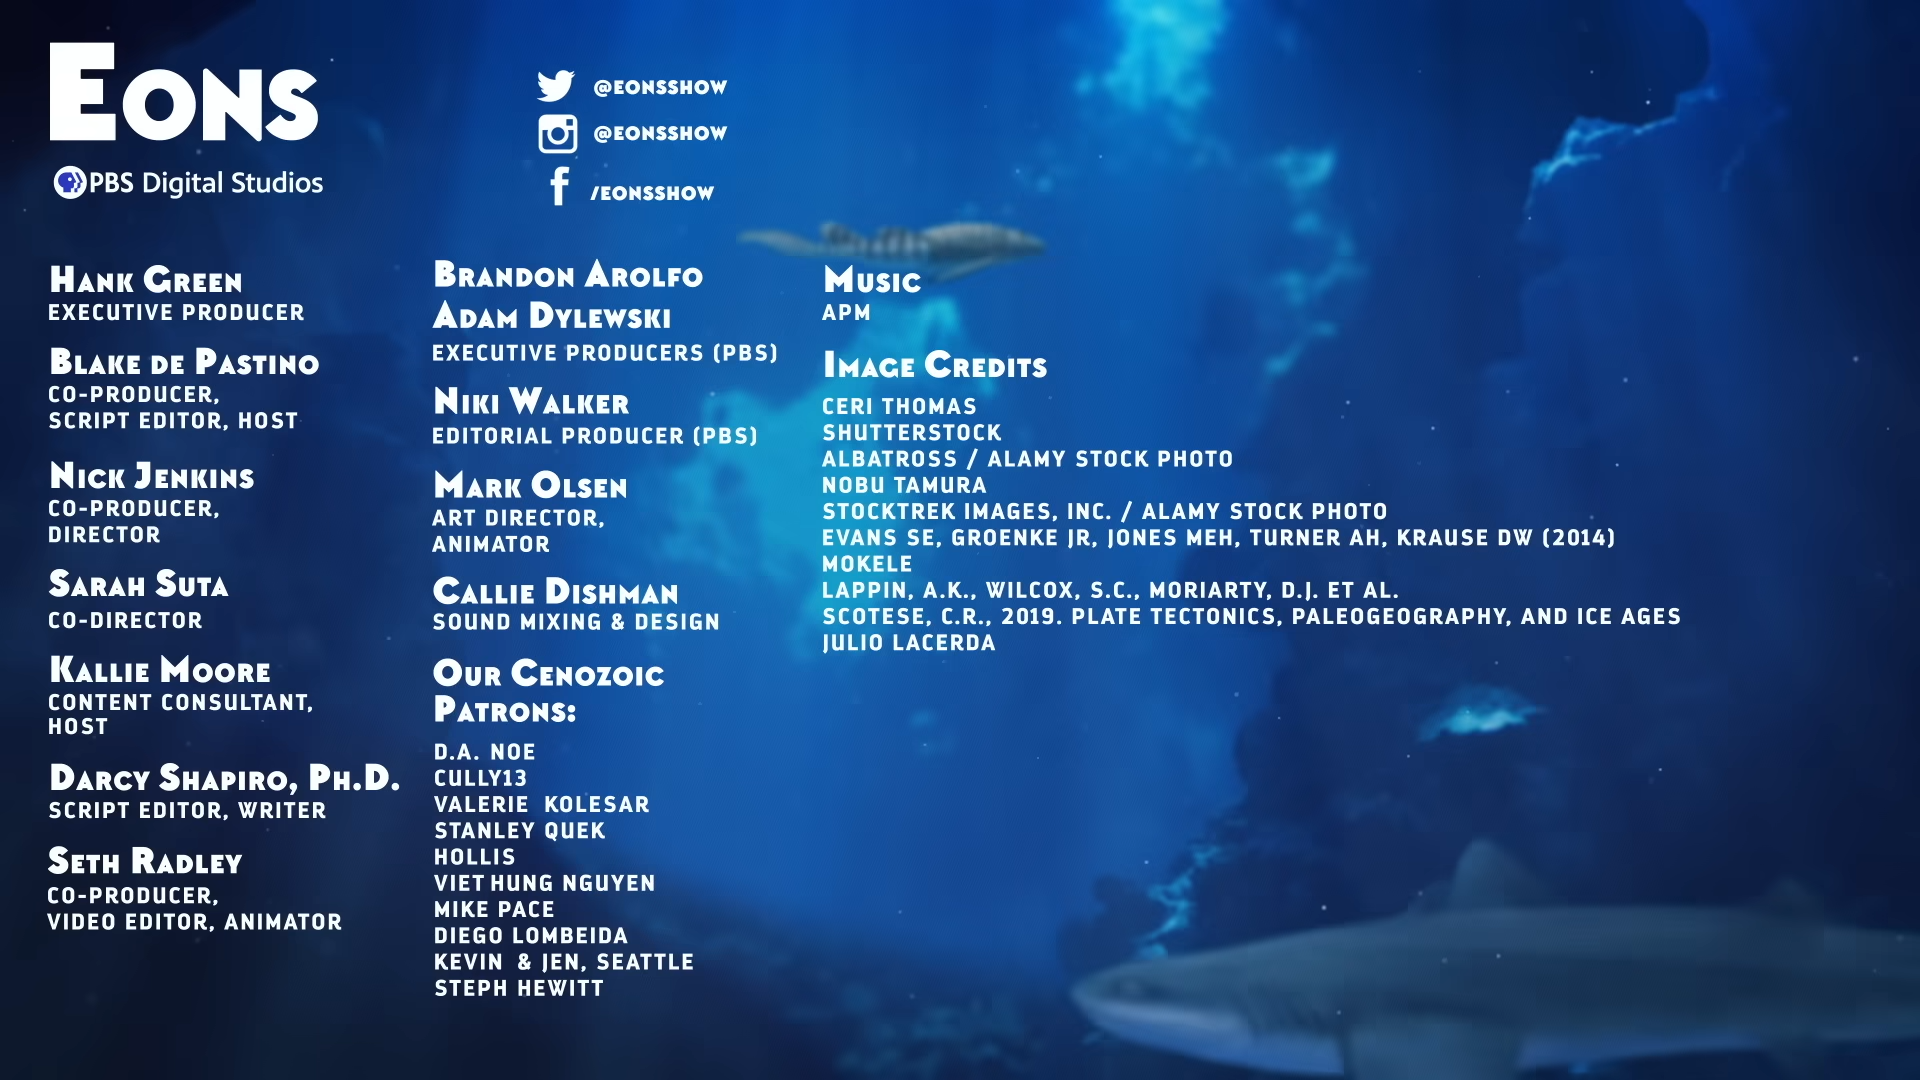 EONS
PBS Digital Studios
@EONSSHOW
@EONSSHOW
/EONSSHOW
HANK GREEN
EXECUTIVE PRODUCER
BLAKE DE PASTINO
CO-PRODUCER,
SCRIPT EDITOR, HOST
NICK JENKINS
CO-PRODUCER,
DIRECTOR
SARAH SUTA
CO-DIRECTOR
KALLIE MOORE
CONTENT CONSULTANT,
HOST
DARCY SHAPIRO, PH.D.
SCRIPT EDITOR, WRITER
SETH RADLEY
CO-PRODUCER,
VIDEO EDITOR, ANIMATOR
BRANDON AROLFO
ADAM DYLEWSKI
EXECUTIVE PRODUCERS (PBS)
NIKI WALKER
EDITORIAL PRODUCER (PBS)
MARK OLSEN
ART DIRECTOR,
ANIMATOR
CALLIE DISHMAN
SOUND MIXING & DESIGN
OUR CENOZOIC
PATRONS:
D.A. NOE
CULLY13
VALERIE KOLESAR
STANLEY QUEK
HOLLIS
VIET HUNG NGUYEN
MIKE PACE
DIEGO LOMBEIDA
KEVIN & JEN, SEATTLE
STEPH HEWITT
MUSIC
APM
IMAGE CREDITS
CERI THOMAS
SHUTTERSTOCK
ALBATROSS / ALAMY STOCK PHOTO
NOBU TAMURA
STOCKTREK IMAGES, INC. / ALAMY STOCK PHOTO
EVANS SE, GROENKE JR, JONES MEH, TURNER AH, KRAUSE DW (2014)
MOKELE
LAPPIN, A.K., WILCOX, S.C., MORIARTY, D.J. ET AL.
SCOTESE, C.R., 2019. PLATE TECTONICS, PALEOGEOGRAPHY, AND ICE AGES
JULIO LACERDA